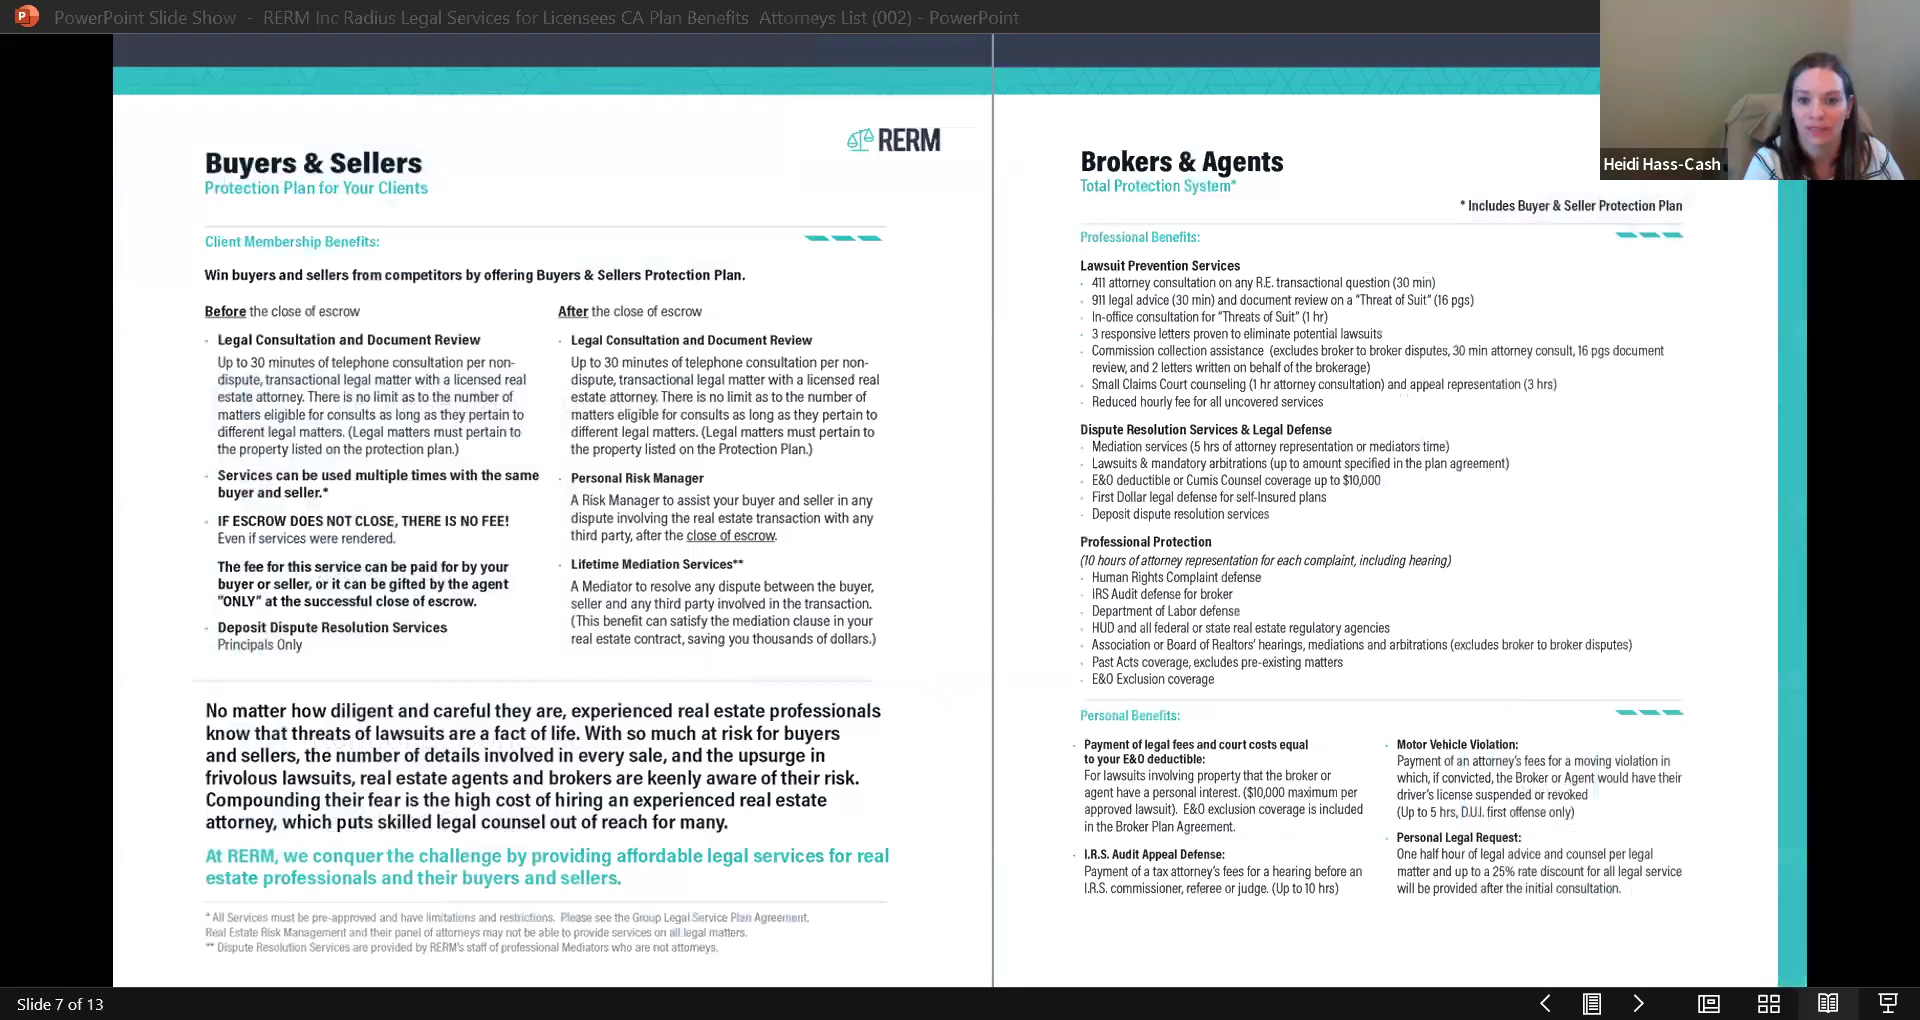 PowerPoint Slide Show - RERM Inc Radius Legal Services for Licensees CA Plan Benefits Attorneys List (002) - PowerPoint
Heidi Hass-Cash
RERM
Buyers & Sellers
Protection Plan for Your Clients
Client Membership Benefits:
Win buyers and sellers from competitors by offering Buyers & Sellers Protection Plan.
Before the close of escrow
Legal Consultation and Document Review
Up to 30 minutes of telephone consultation per non-
dispute, transactional legal matter with a licensed real
estate attorney. There is no limit as to the number of
matters eligible for consults as long as they pertain to
different legal matters. (Legal matters must pertain to
the property listed on the protection plan.)
Services can be used multiple times with the same
buyer and seller.*
IF ESCROW DOES NOT CLOSE, THERE IS NO FEE!
Even if services were rendered.
The fee for this service can be paid for by your
buyer or seller, or it can be gifted by the agent
"ONLY" at the successful close of escrow.
Deposit Dispute Resolution Services
Principals Only
After the close of escrow
Legal Consultation and Document Review
Up to 30 minutes of telephone consultation per non-
dispute, transactional legal matter with a licensed real
estate attorney. There is no limit as to the number of
matters eligible for consults as long as they pertain to
different legal matters. (Legal matters must pertain to
the property listed on the Protection Plan.)
Personal Risk Manager
A Risk Manager to assist your buyer and seller in any
dispute involving the real estate transaction with any
third party, after the close of escrow.
Lifetime Mediation Services**
A Mediator to resolve any dispute between the buyer,
seller and any third party involved in the transaction.
(This benefit can satisfy the mediation clause in your
real estate contract, saving you thousands of dollars.)
No matter how diligent and careful they are, experienced real estate professionals
know that threats of lawsuits are a fact of life. With so much at risk for buyers
and sellers, the number of details involved in every sale, and the upsurge in
frivolous lawsuits, real estate agents and brokers are keenly aware of their risk.
Compounding their fear is the high cost of hiring an experienced real estate
attorney, which puts skilled legal counsel out of reach for many.
At RERM, we conquer the challenge by providing affordable legal services for real
estate professionals and their buyers and sellers.
* All Services must be pre-approved and have limitations and restrictions. Please see the Group Legal Service Plan Agreement.
Real Estate Risk Management and their panel of attorneys may not be able to provide services on all legal matters.
** Dispute Resolution Services are provided by RERM's staff of professional Mediators who are not attorneys.
Brokers & Agents
Total Protection System*
* Includes Buyer & Seller Protection Plan
Professional Benefits:
Lawsuit Prevention Services
411 attorney consultation on any R.E. transactional question (30 min)
911 legal advice (30 min) and document review on a "Threat of Suit" (16 pgs)
In-office consultation for "Threats of Suit" (1 hr)
3 responsive letters proven to eliminate potential lawsuits
Commission collection assistance (excludes broker to broker disputes, 30 min attorney consult, 16 pgs document
review, and 2 letters written on behalf of the brokerage)
Small Claims Court counseling (1 hr attorney consultation) and appeal representation (3 hrs)
Reduced hourly fee for all uncovered services
Dispute Resolution Services & Legal Defense
Mediation services (5 hrs of attorney representation or mediators time)
Lawsuits & mandatory arbitrations (up to amount specified in the plan agreement)
E&O deductible or Cumis Counsel coverage up to $10,000
First Dollar legal defense for self-Insured plans
Deposit dispute resolution services
Professional Protection
(10 hours of attorney representation for each complaint, including hearing)
Human Rights Complaint defense
IRS Audit defense for broker
Department of Labor defense
HUD and all federal or state real estate regulatory agencies
Association or Board of Realtors' hearings, mediations and arbitrations (excludes broker to broker disputes)
Past Acts coverage, excludes pre-existing matters
E&O Exclusion coverage
Personal Benefits:
Payment of legal fees and court costs equal
to your E&O deductible:
For lawsuits involving property that the broker or
agent have a personal interest. ($10,000 maximum per
approved lawsuit). E&O exclusion coverage is included
in the Broker Plan Agreement.
I.R.S. Audit Appeal Defense:
Payment of a tax attorney's fees for a hearing before an
I.R.S. commissioner, referee or judge. (Up to 10 hrs)
Motor Vehicle Violation:
Payment of an attorney's fees for a moving violation in
which, if convicted, the Broker or Agent would have their
driver's license suspended or revoked
(Up to 5 hrs, D.U.I. first offense only)
Personal Legal Request:
One half hour of legal advice and counsel per legal
matter and up to a 25% rate discount for all legal service
will be provided after the initial consultation.
Slide 7 of 13